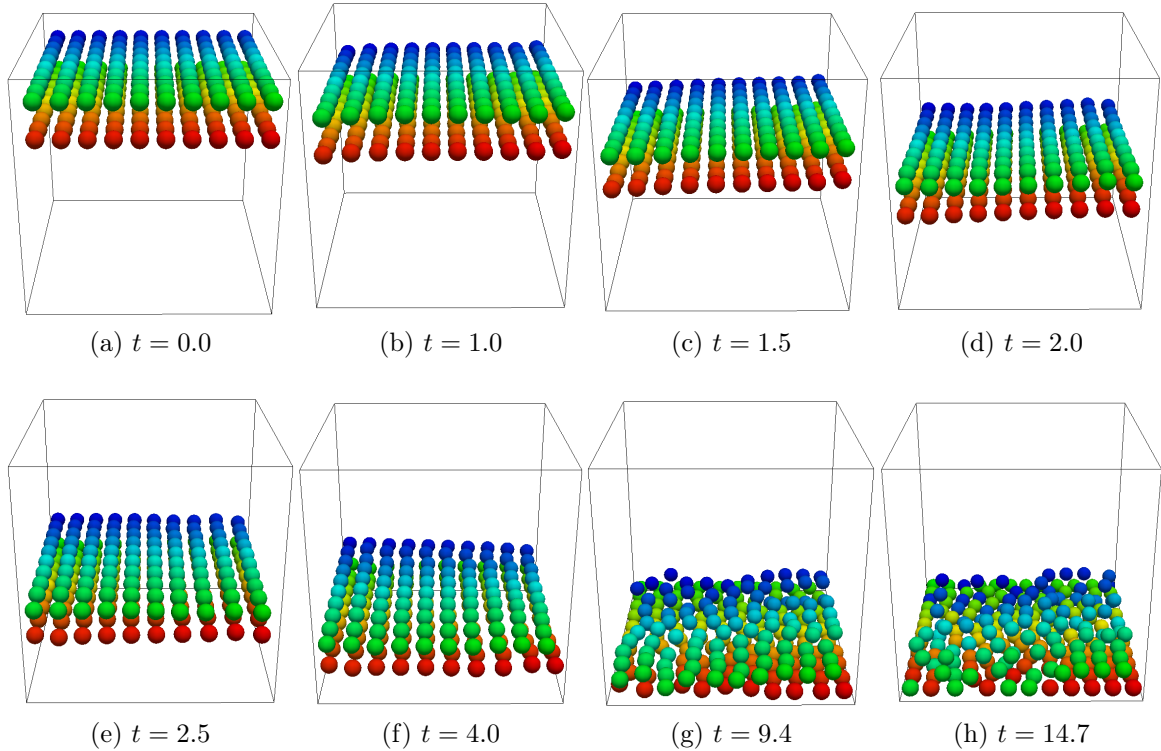 (a) t = 0.0
(b) t = 1.0
(c) t = 1.5
(d) t = 2.0
(e) t = 2.5
(f) t = 4.0
(g) t = 9.4
(h) t = 14.7